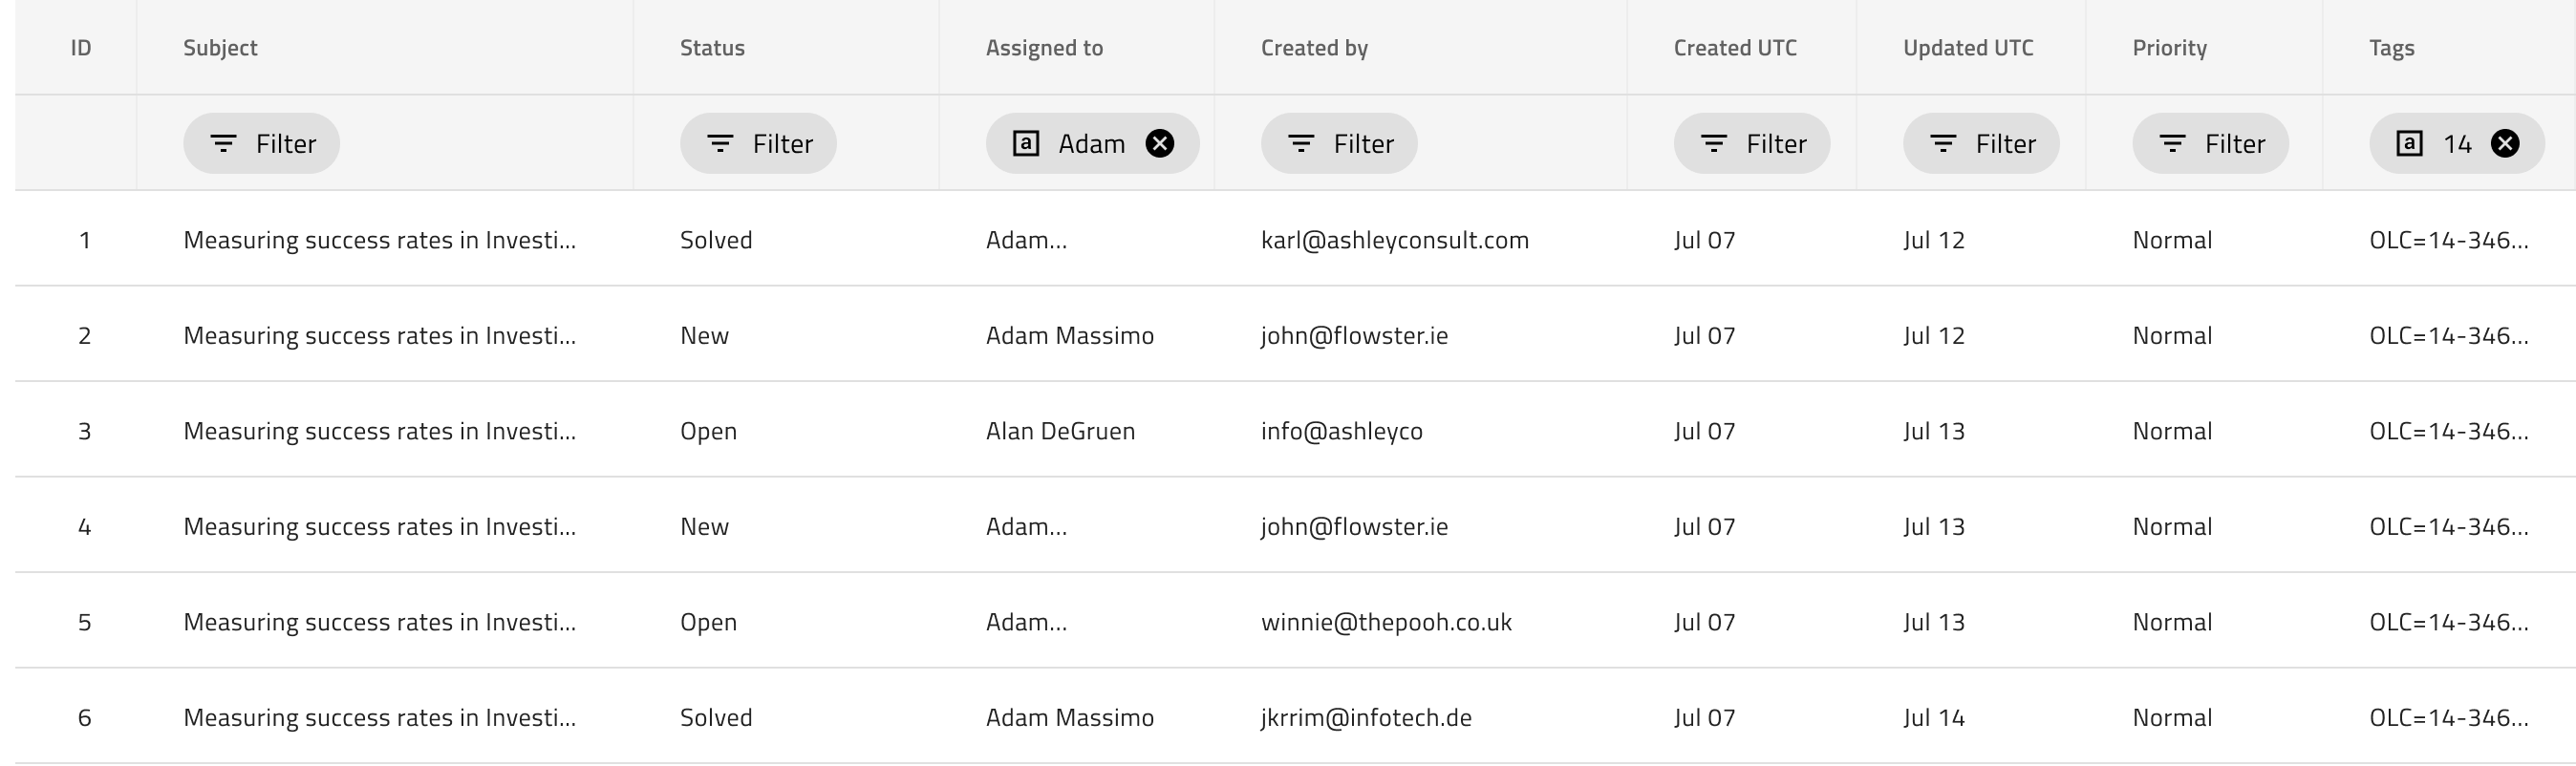 ID Subject Status Assigned to Created by Created UTC Updated UTC Priority Tags
Filter Filter a Adam Filter Filter Filter Filter a 14
1 Measuring success rates in Investi... Solved Adam... karl@ashleyconsult.com Jul 07 Jul 12 Normal OLC=14-346...
2 Measuring success rates in Investi... New Adam Massimo john@flowster.ie Jul 07 Jul 12 Normal OLC=14-346...
3 Measuring success rates in Investi... Open Alan DeGruen info@ashleyco Jul 07 Jul 13 Normal OLC=14-346...
4 Measuring success rates in Investi... New Adam... john@flowster.ie Jul 07 Jul 13 Normal OLC=14-346...
5 Measuring success rates in Investi... Open Adam... winnie@thepooh.co.uk Jul 07 Jul 13 Normal OLC=14-346...
6 Measuring success rates in Investi... Solved Adam Massimo jkrrim@infotech.de Jul 07 Jul 14 Normal OLC=14-346...